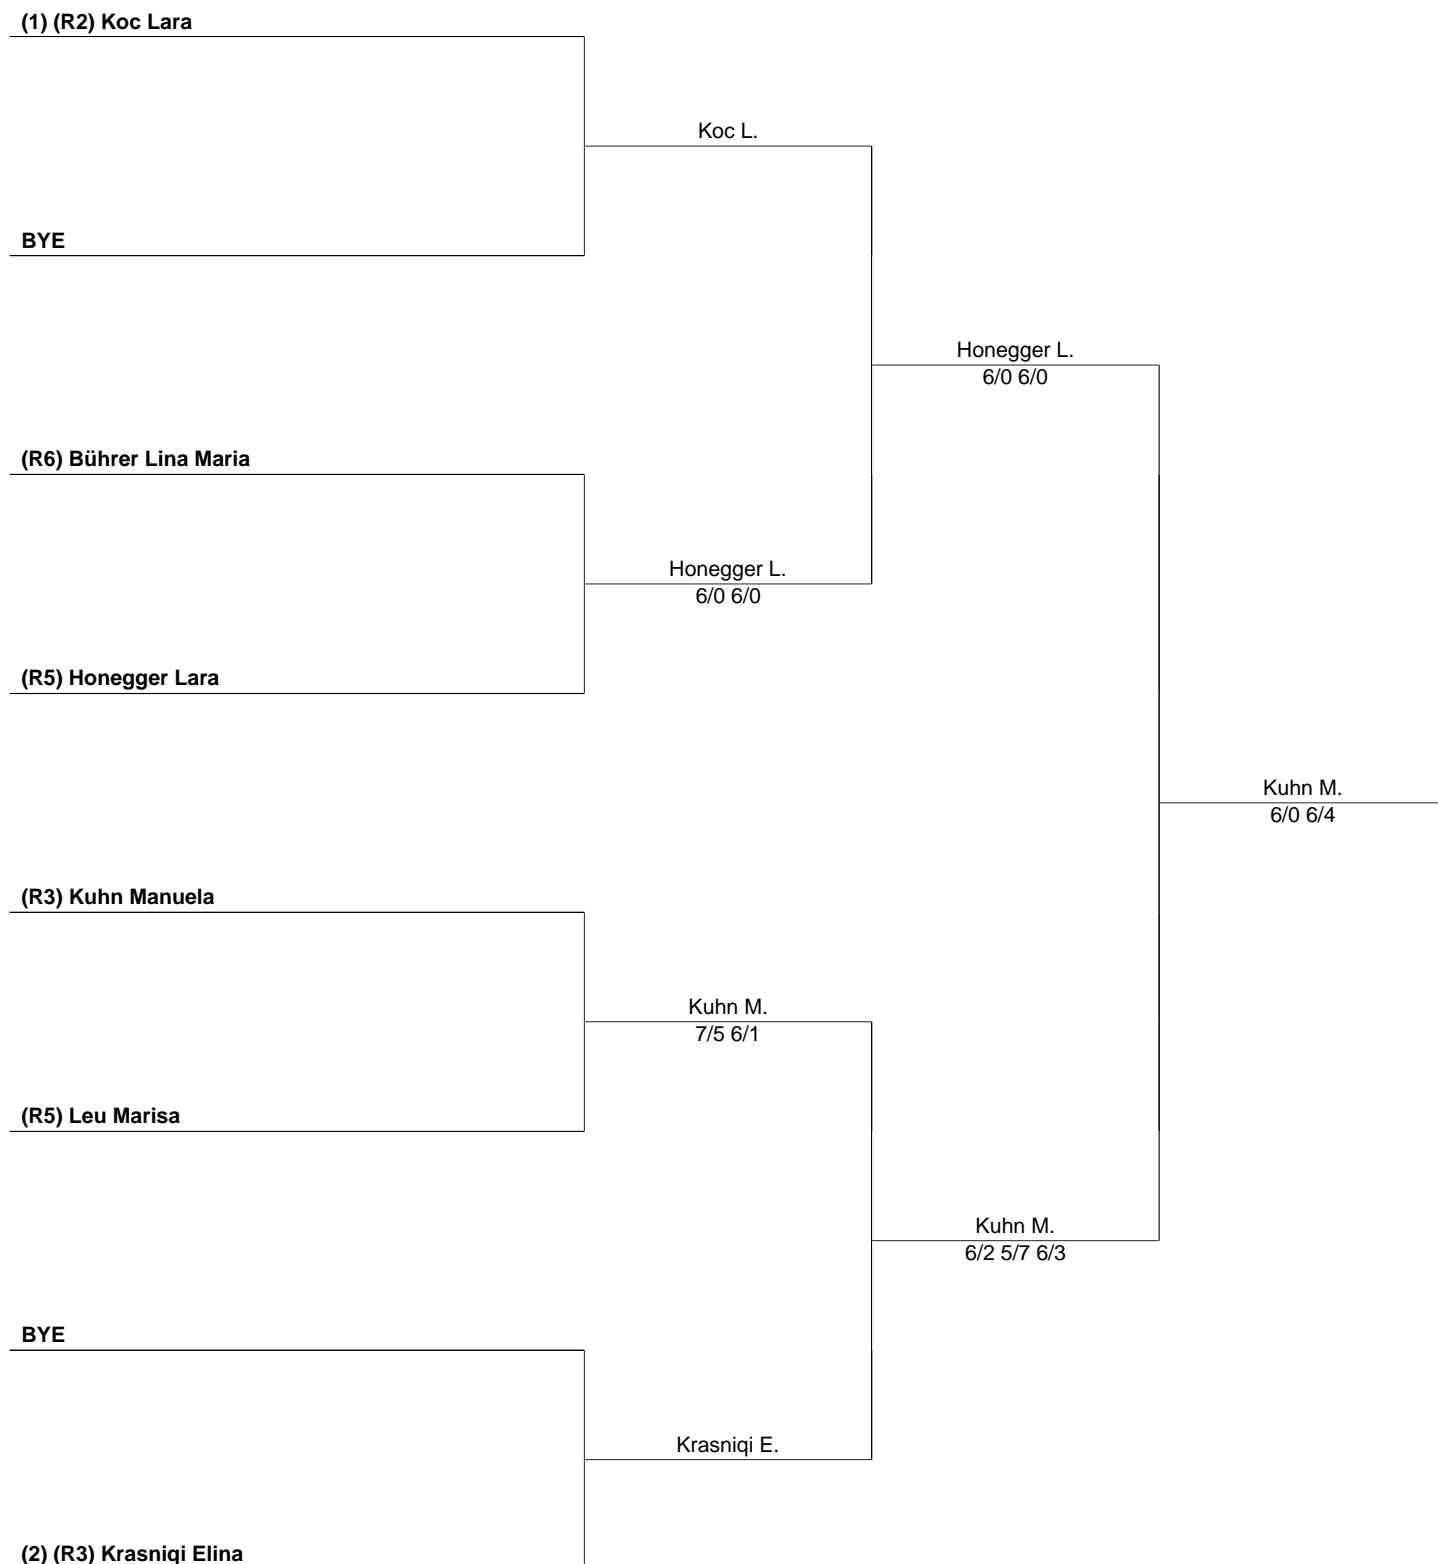 (1) (R2) Koc Lara
Koc L.
BYE
Honegger L.
6/0 6/0
(R6) Bührer Lina Maria
Honegger L.
6/0 6/0
(R5) Honegger Lara
Kuhn M.
6/0 6/4
(R3) Kuhn Manuela
Kuhn M.
7/5 6/1
(R5) Leu Marisa
Kuhn M.
6/2 5/7 6/3
BYE
Krasniqi E.
(2) (R3) Krasniqi Elina